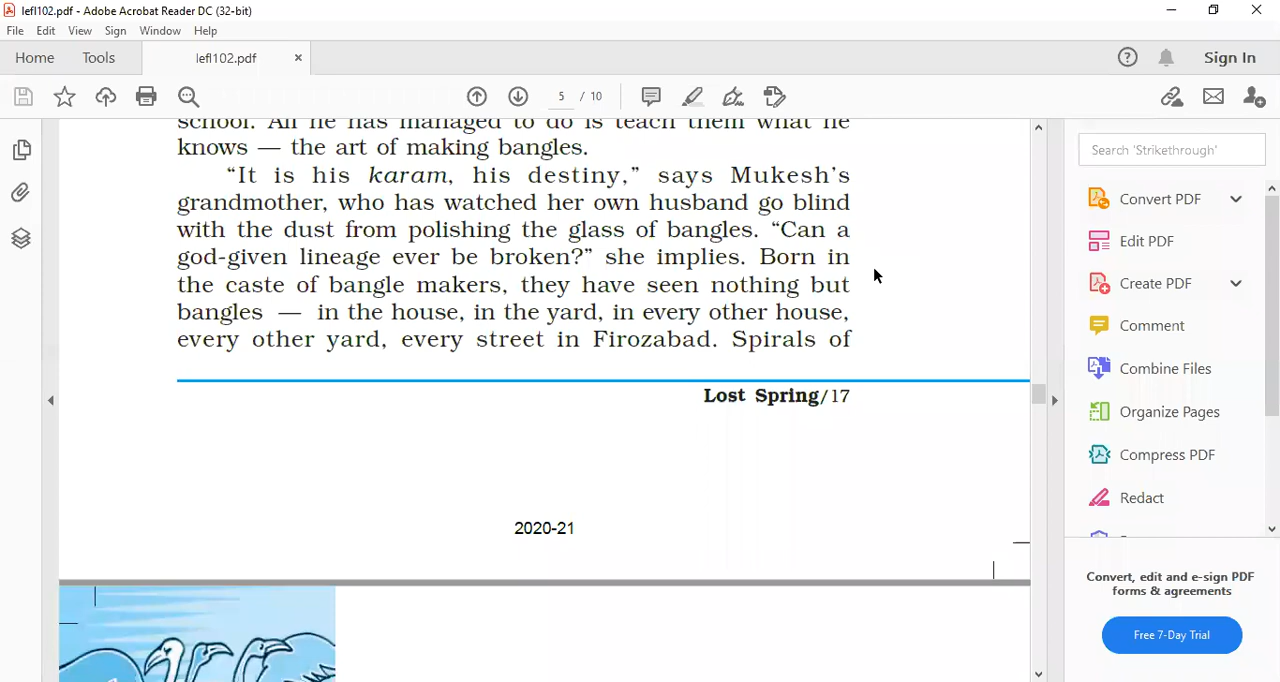 lefl102.pdf - Adobe Acrobat Reader DC (32-bit)
File Edit View Sign Window Help
Home Tools lefl102.pdf × Sign In
5 / 10
school. All he has managed to do is teach them what he
knows — the art of making bangles.
“It is his karam, his destiny,” says Mukesh’s
grandmother, who has watched her own husband go blind
with the dust from polishing the glass of bangles. “Can a
god-given lineage ever be broken?” she implies. Born in
the caste of bangle makers, they have seen nothing but
bangles — in the house, in the yard, in every other house,
every other yard, every street in Firozabad. Spirals of
Lost Spring/17
2020-21
Search 'Strikethrough'
Convert PDF
Edit PDF
Create PDF
Comment
Combine Files
Organize Pages
Compress PDF
Redact
Convert, edit and e-sign PDF
forms & agreements
Free 7-Day Trial